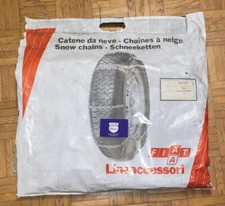 Catene da neve - Chaînes à neige
Snow chains - Schneeketten
FIAT
Lineaccessori